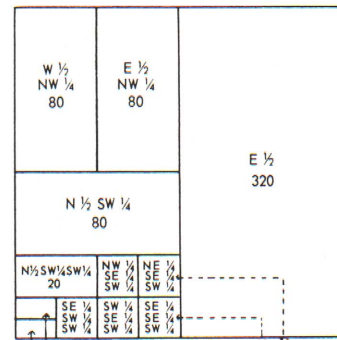 W ½
NW ¼
80
E ½
NW ¼
80
E ½
320
N ½ SW ¼
80
N½SW¼SW¼
20
NW ¼
SE ¼
SW ¼
NE ¼
SE ¼
SW ¼
SE ¼
SW ¼
SW ¼
SW ¼
SE ¼
SW ¼
SE ¼
SE ¼
SW ¼